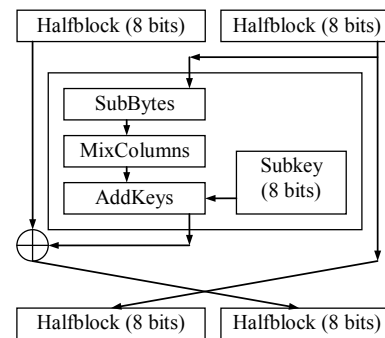 Halfblock (8 bits)
Halfblock (8 bits)
SubBytes
MixColumns
Subkey
(8 bits)
AddKeys
Halfblock (8 bits)
Halfblock (8 bits)